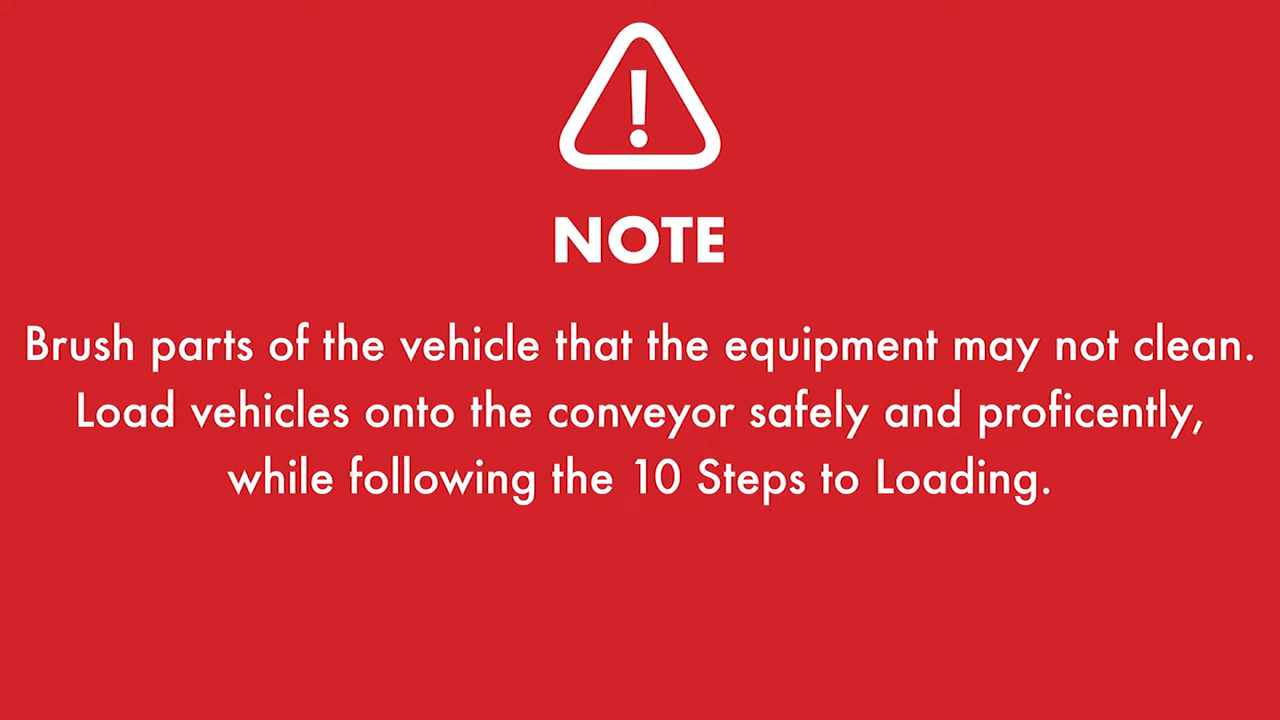 NOTE
Brush parts of the vehicle that the equipment may not clean.
Load vehicles onto the conveyor safely and proficently,
while following the 10 Steps to Loading.